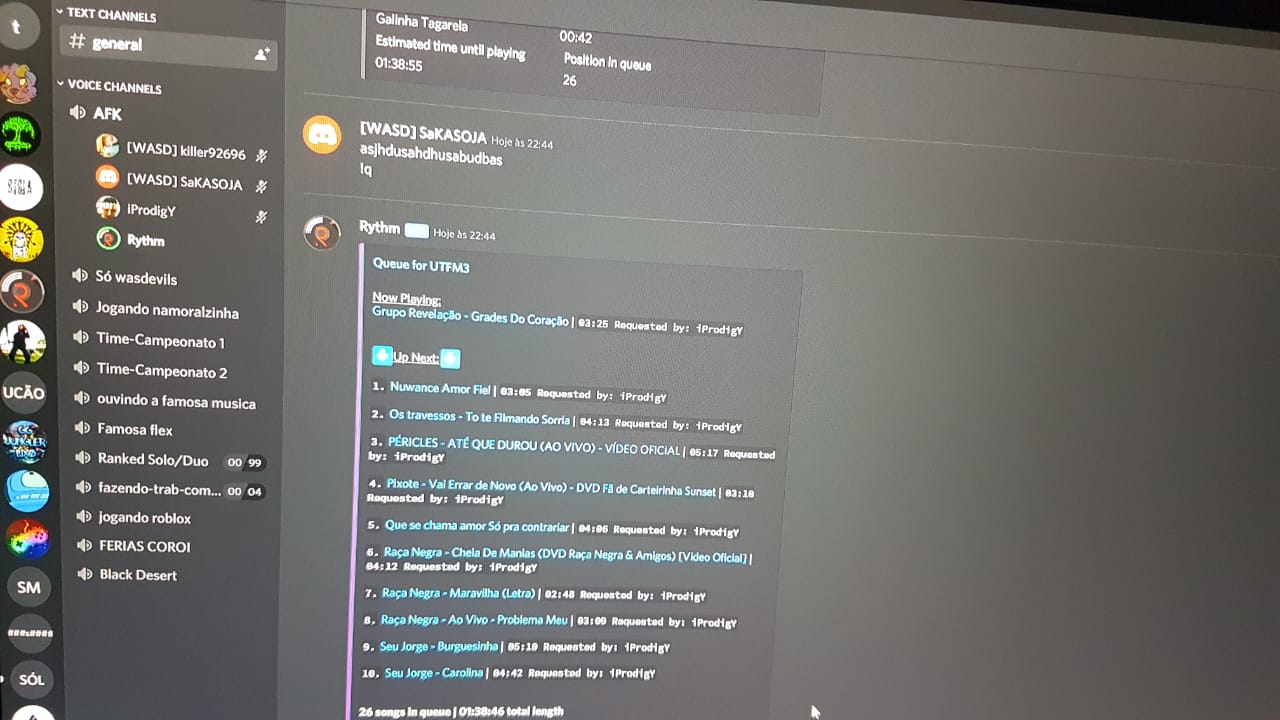 t
TEXT CHANNELS
# general
VOICE CHANNELS
AFK
[WASD] killer92696
[WASD] SaKASOJA
iProdigY
Rythm
Só wasdevils
Jogando namoralzinha
Time-Campeonato 1
Time-Campeonato 2
ouvindo a famosa musica
Famosa flex
Ranked Solo/Duo 00 99
fazendo-trab-com... 00 04
jogando roblox
FERIAS COROI
Black Desert
UCÃO
SM
SÓL
Galinha Tagarela
00:42
Estimated time until playing
Position in queue
01:38:55
26
[WASD] SaKASOJA Hoje às 22:44
asjhdusahdhusabudbas
!q
Rythm Hoje às 22:44
Queue for UTFM3
Now Playing:
Grupo Revelação - Grades Do Coração | 03:25 Requested by: iProdigY
Up Next:
1. Nuwance Amor Fiel | 03:05 Requested by: iProdigY
2. Os travessos - To te Filmando Sorria | 04:13 Requested by: iProdigY
3. PÉRICLES - ATÉ QUE DUROU (AO VIVO) - VÍDEO OFICIAL | 05:17 Requested
by: iProdigY
4. Pixote - Vai Errar de Novo (Ao Vivo) - DVD Fã de Carteirinha Sunset | 03:10
Requested by: iProdigY
5. Que se chama amor Só pra contrariar | 04:06 Requested by: iProdigY
6. Raça Negra - Cheia De Manias (DVD Raça Negra & Amigos) [Video Oficial] |
04:12 Requested by: iProdigY
7. Raça Negra - Maravilha (Letra) | 02:48 Requested by: iProdigY
8. Raça Negra - Ao Vivo - Problema Meu | 03:09 Requested by: iProdigY
9. Seu Jorge - Burguesinha | 05:10 Requested by: iProdigY
10. Seu Jorge - Carolina | 04:42 Requested by: iProdigY
26 songs in queue | 01:38:46 total length